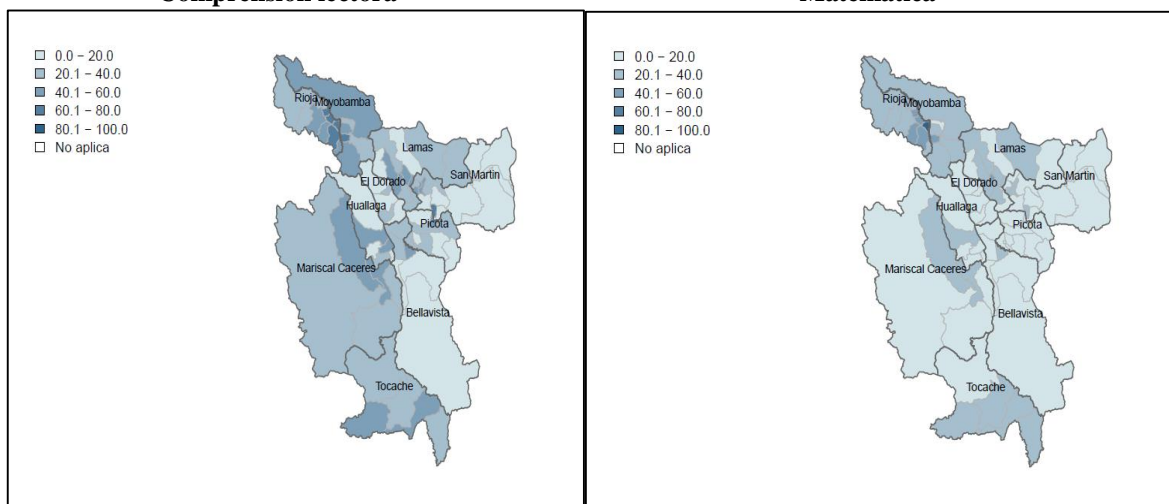 Comprensión lectora
Matemática
0.0 – 20.0
20.1 – 40.0
40.1 – 60.0
60.1 – 80.0
80.1 – 100.0
No aplica
Rioja
Moyobamba
Lamas
San Martin
El Dorado
Huallaga
Picota
Mariscal Caceres
Bellavista
Tocache
0.0 – 20.0
20.1 – 40.0
40.1 – 60.0
60.1 – 80.0
80.1 – 100.0
No aplica
Rioja
Moyobamba
Lamas
San Martin
El Dorado
Huallaga
Picota
Mariscal Caceres
Bellavista
Tocache